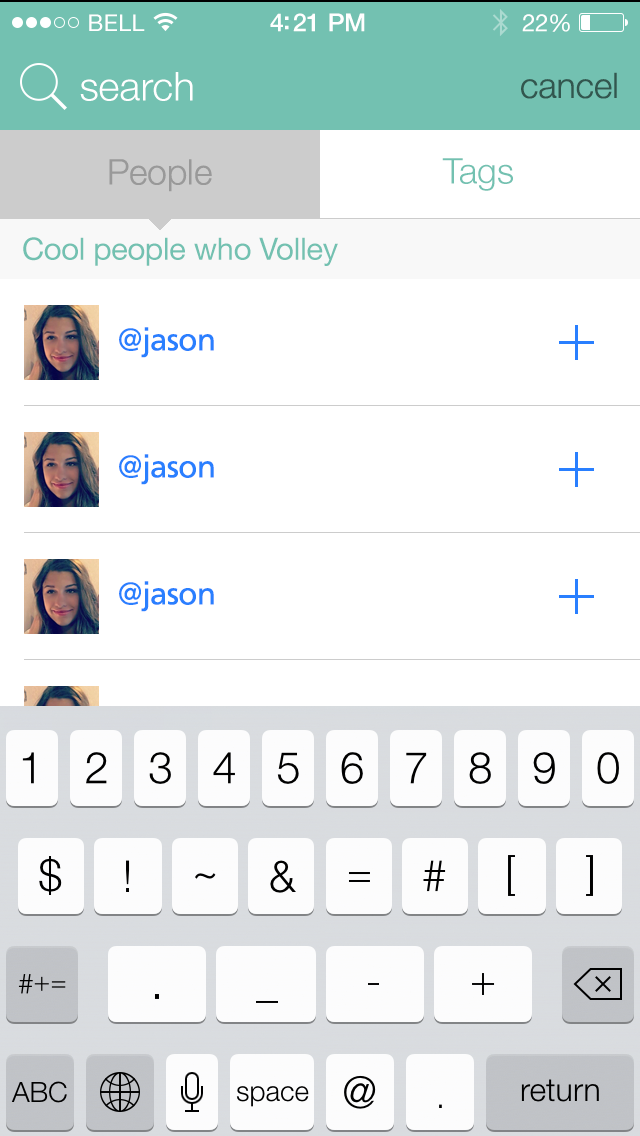 BELL 4:21 PM 22%
search cancel
People Tags
Cool people who Volley
@jason +
@jason +
@jason +
1 2 3 4 5 6 7 8 9 0
$ ! ~ & = # [ ]
#+= . _ - +
ABC space @ . return